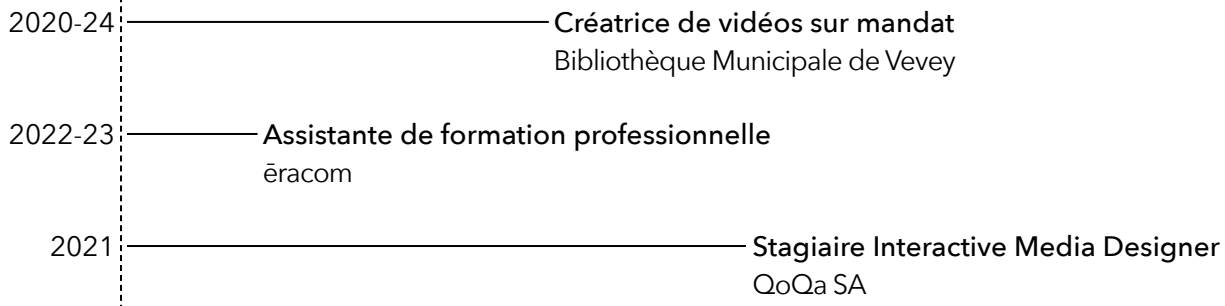 2020-24 Créatrice de vidéos sur mandat
Bibliothèque Municipale de Vevey
2022-23 Assistante de formation professionnelle
ēracom
2021 Stagiaire Interactive Media Designer
QoQa SA